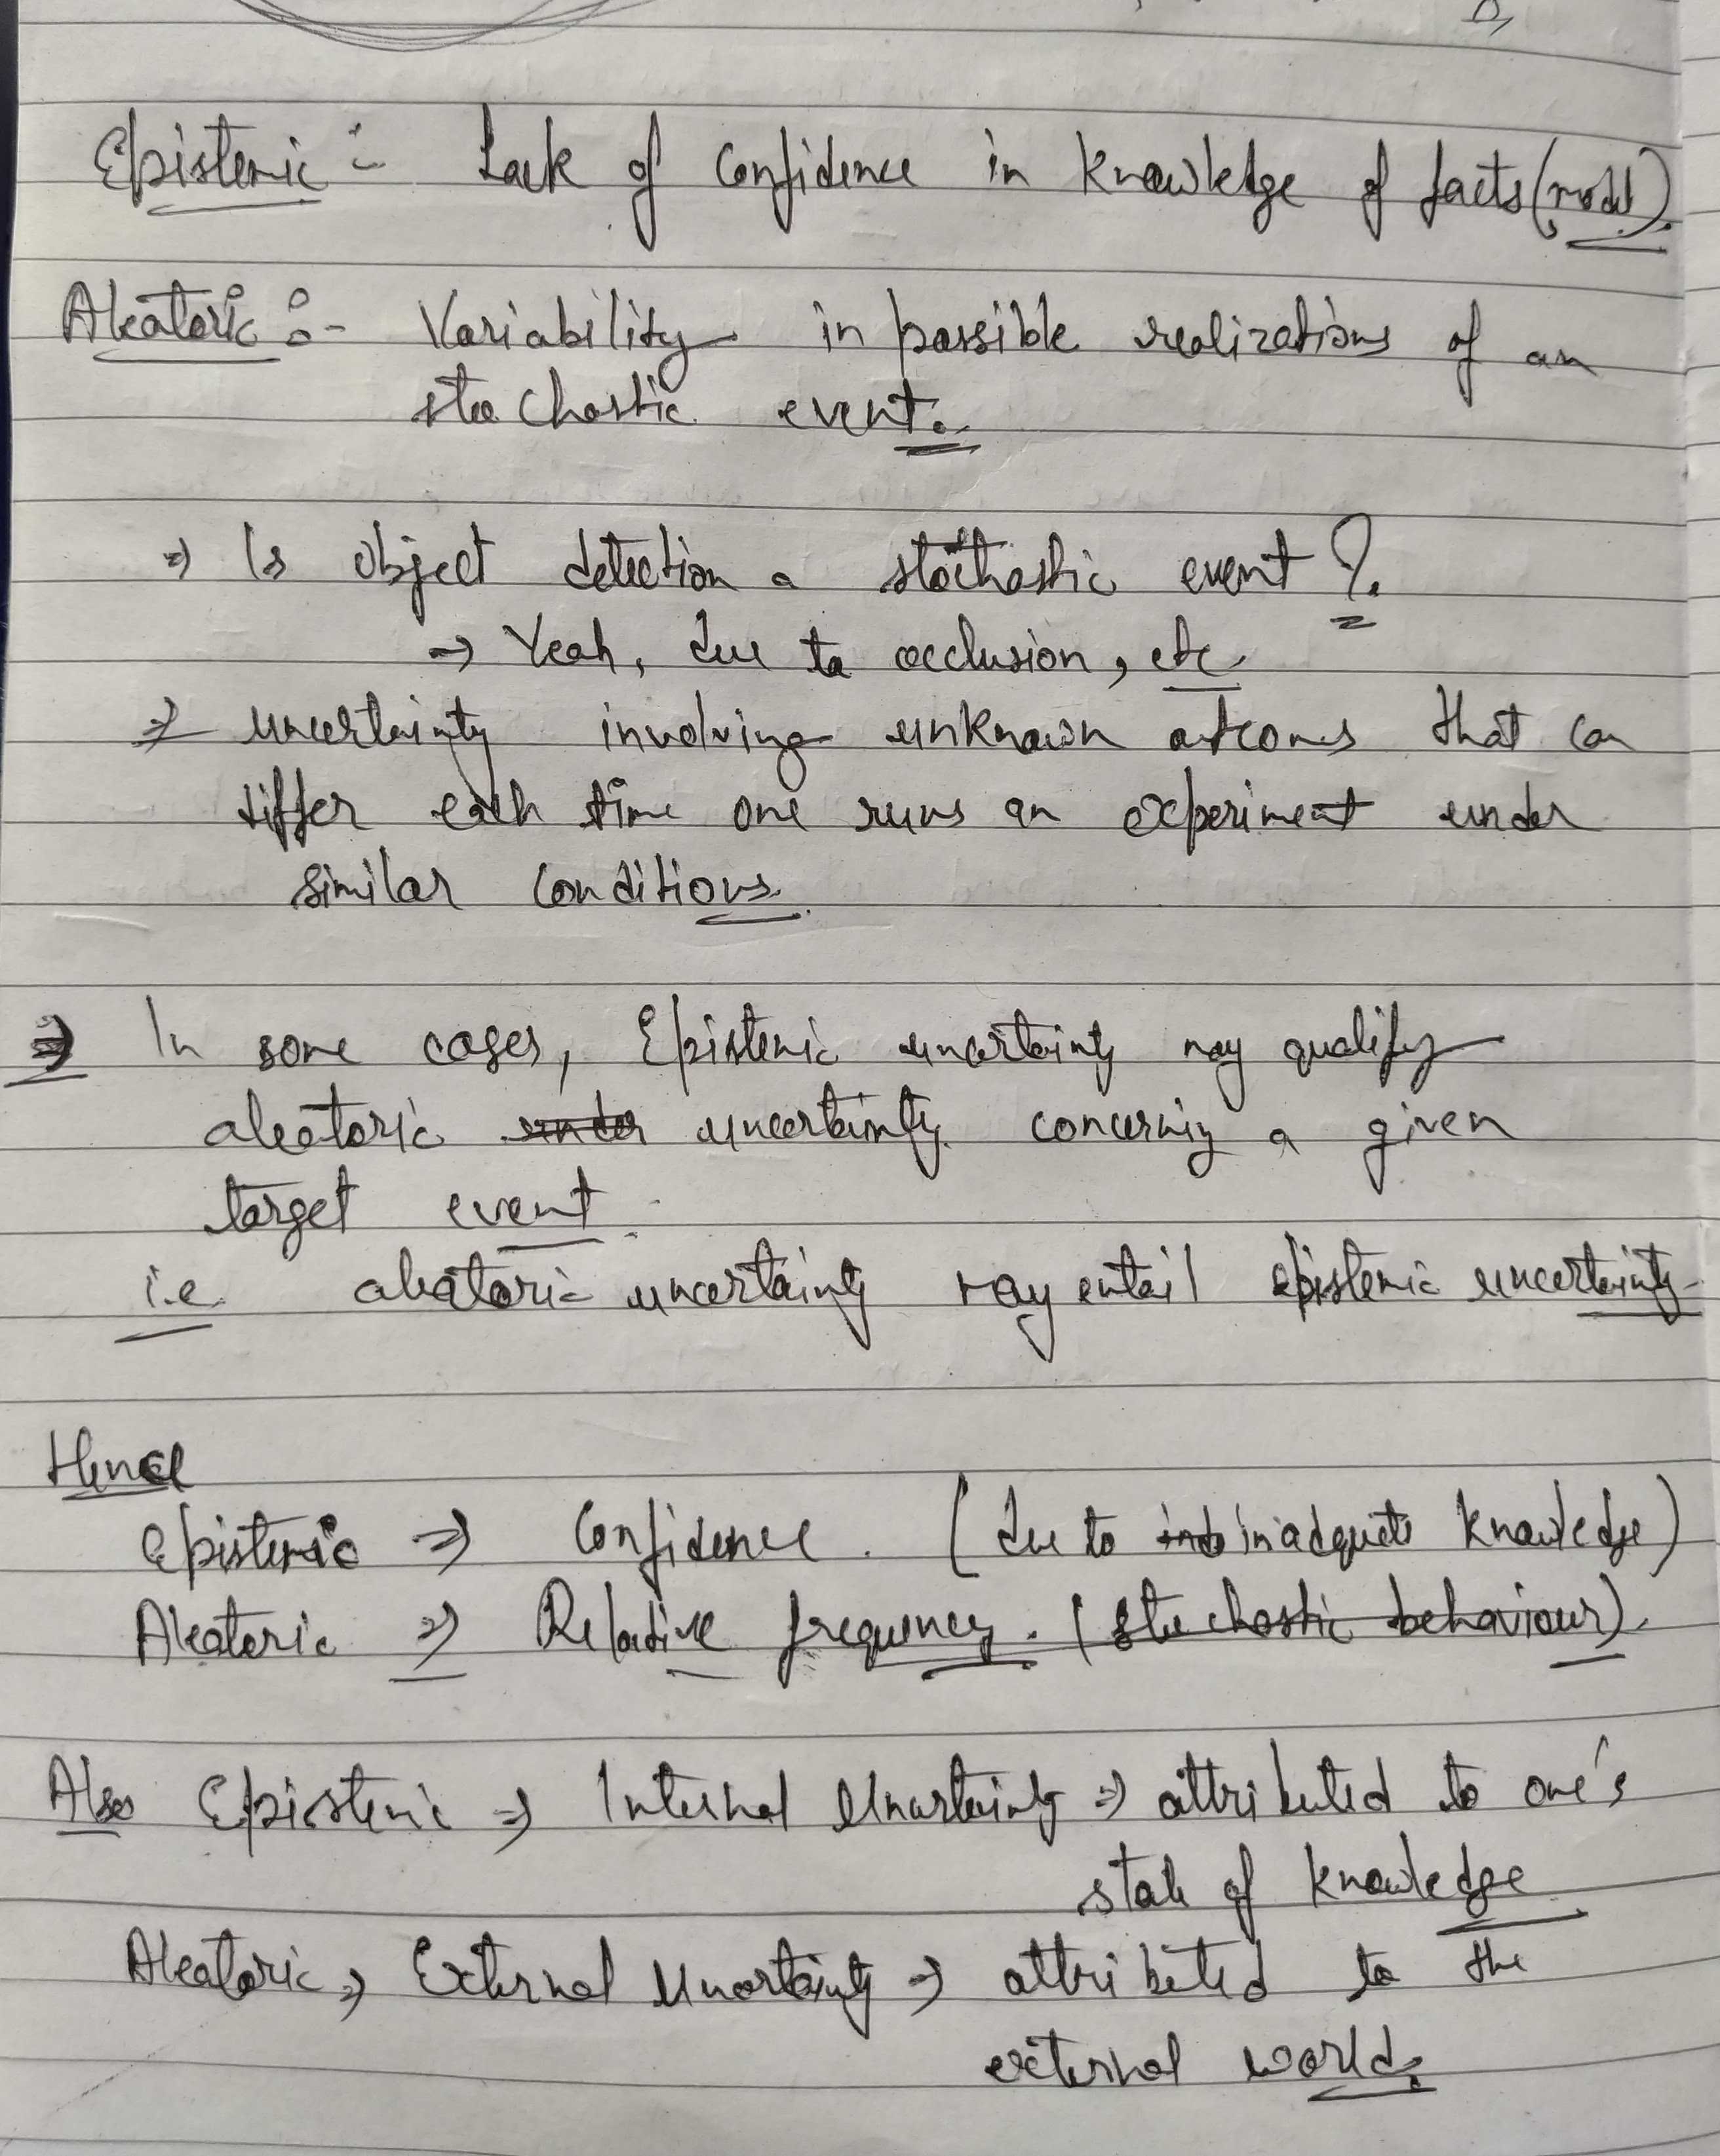 Epistemic :- Lack of Confidence in knowledge of facts (model).
Aleatoric :- Variability in possible realizations of an
stochastic event.
⇒ Is object detection a stochastic event ?
→ Yeah, due to occlusion, etc.
⇒ uncertainty involving unknown outcomes that can
differ each time one runs an experiment under
similar conditions.
⇒ In some cases, Epistemic uncertainty may qualify
aleatoric uncertainty concerning a given
target event.
i.e. aleatoric uncertainty may entail epistemic uncertainty.
Hence
Epistemic ⇒ Confidence. (due to inadquate knowledge)
Aleatoric ⇒ Relative frequency. (stochastic behaviour).
Also Epistemic ⇒ Internal Uncertainty ⇒ attributed to one's
state of knowledge
Aleatoric ⇒ External Uncertainty ⇒ attributed to the
external world.